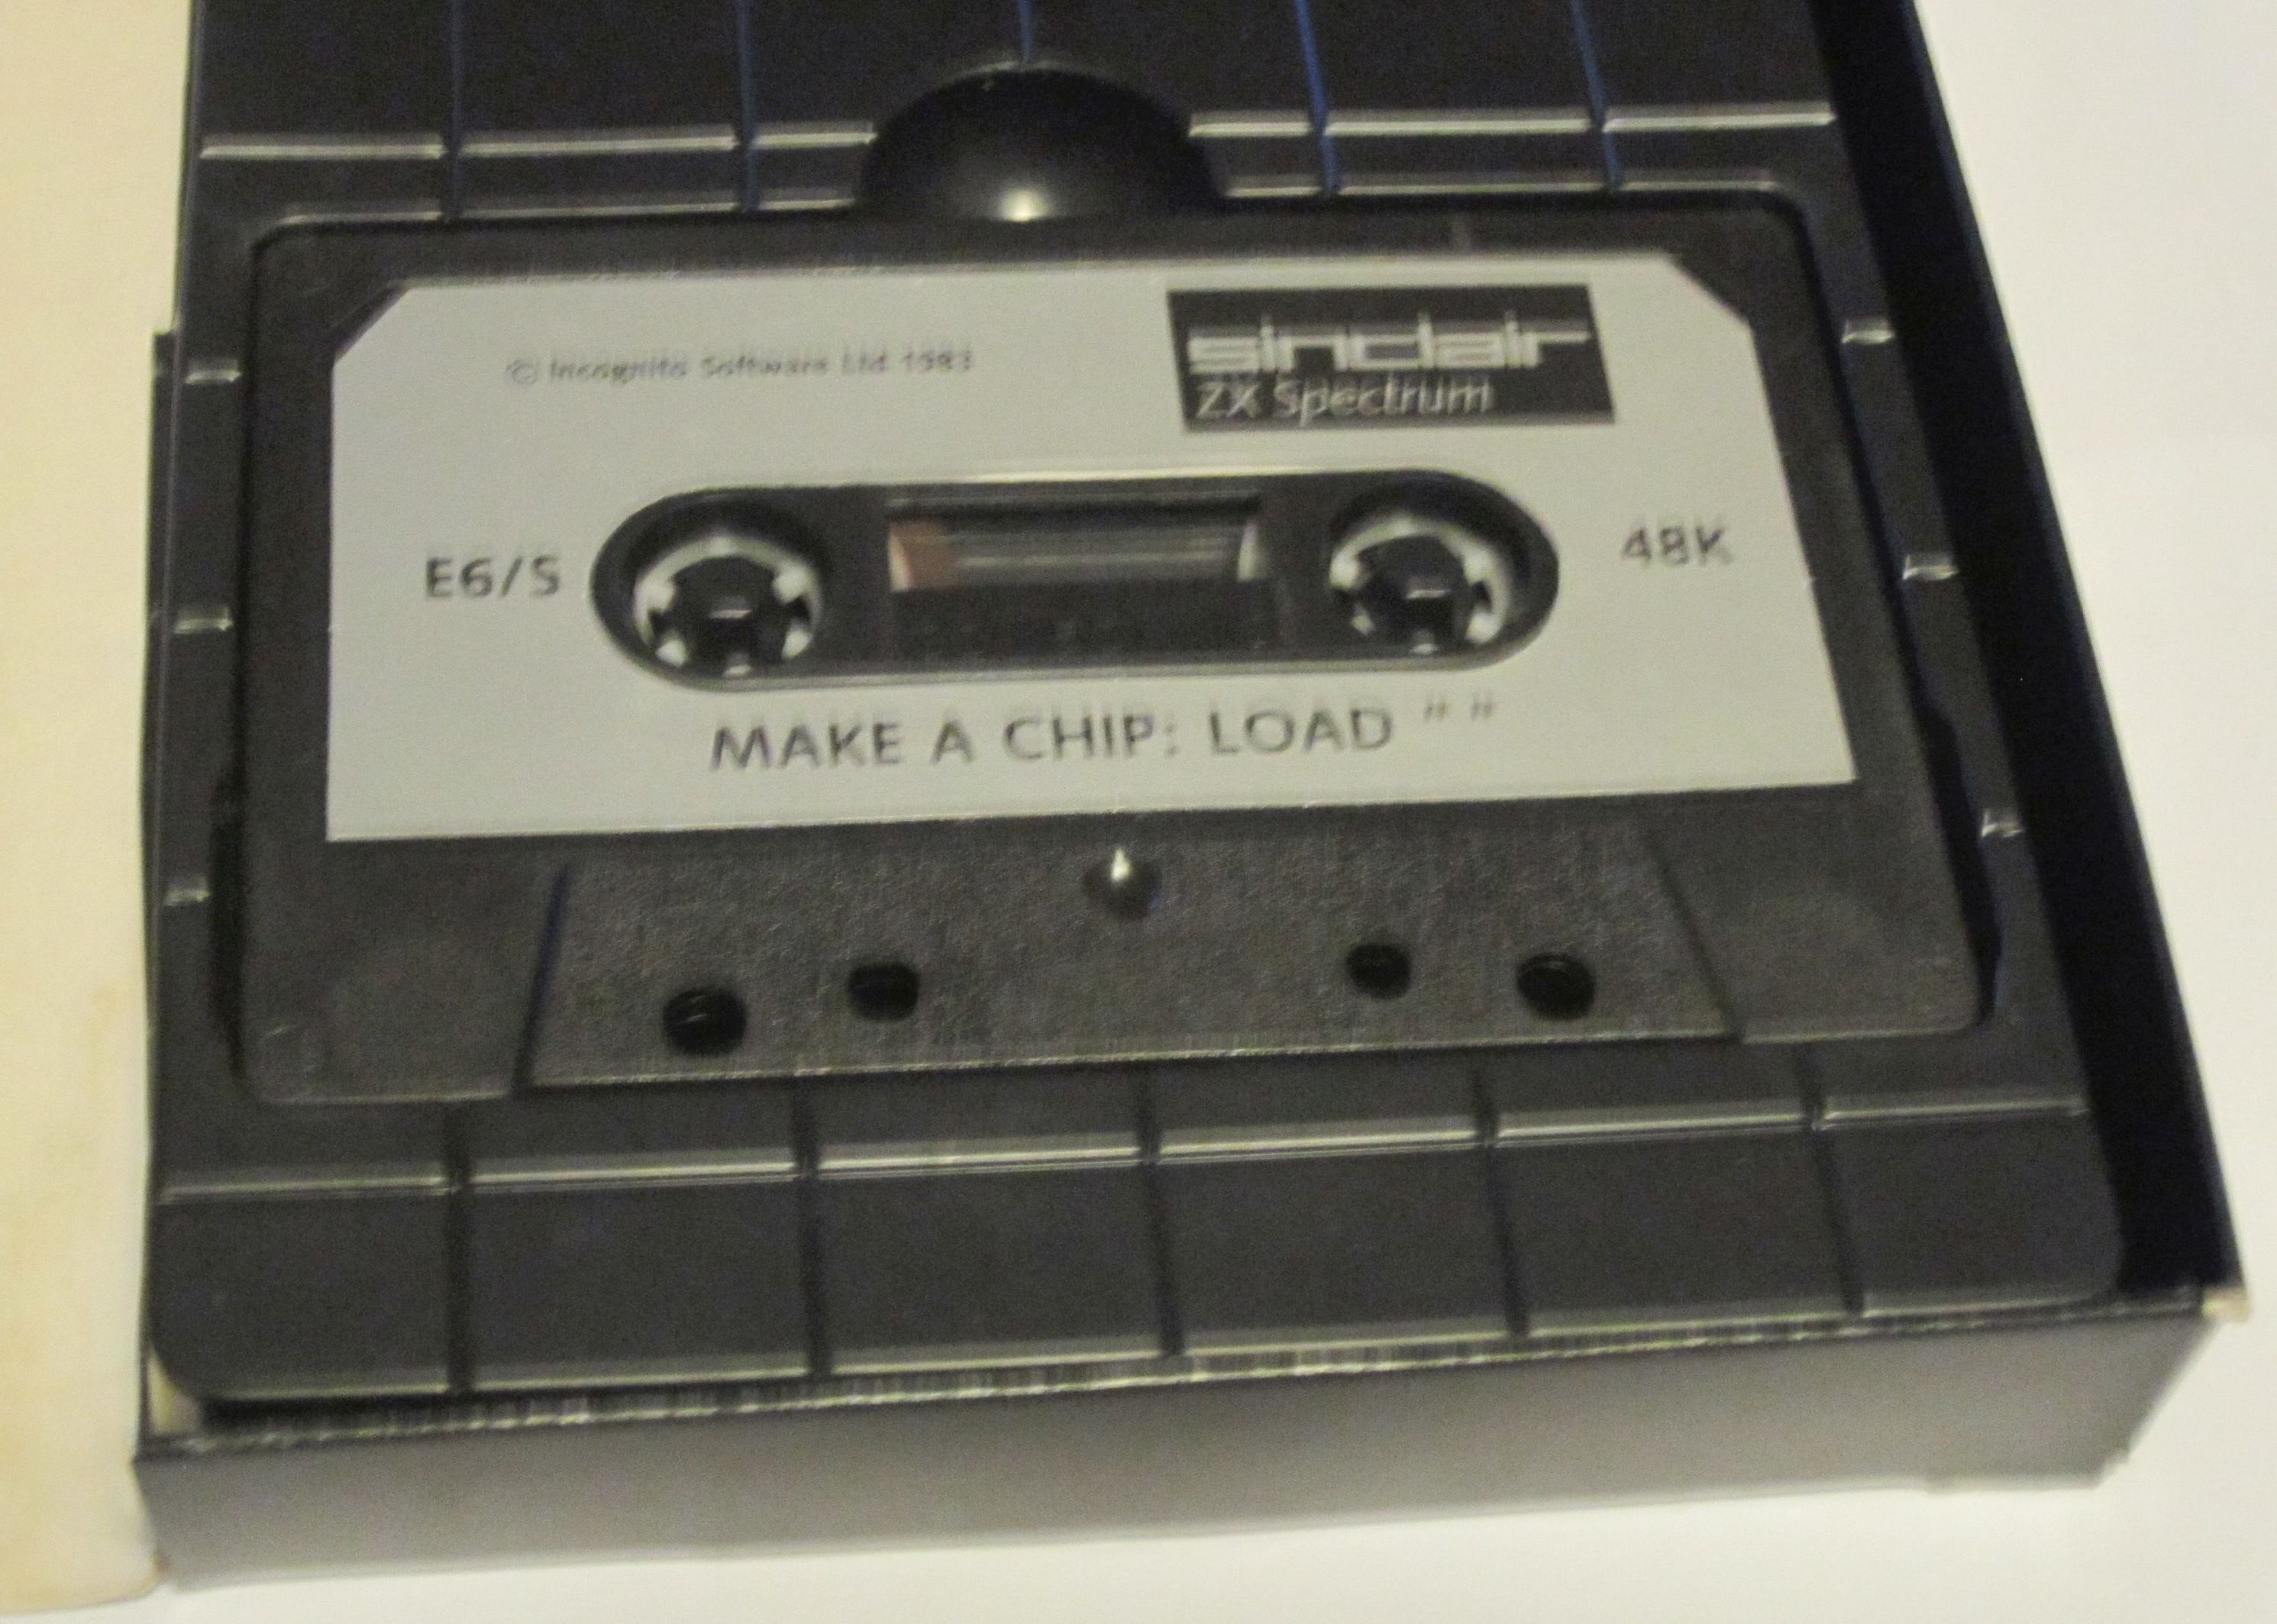 © Incognito Software Ltd 1983
sinclair
ZX Spectrum
E6/S
48K
MAKE A CHIP: LOAD " "